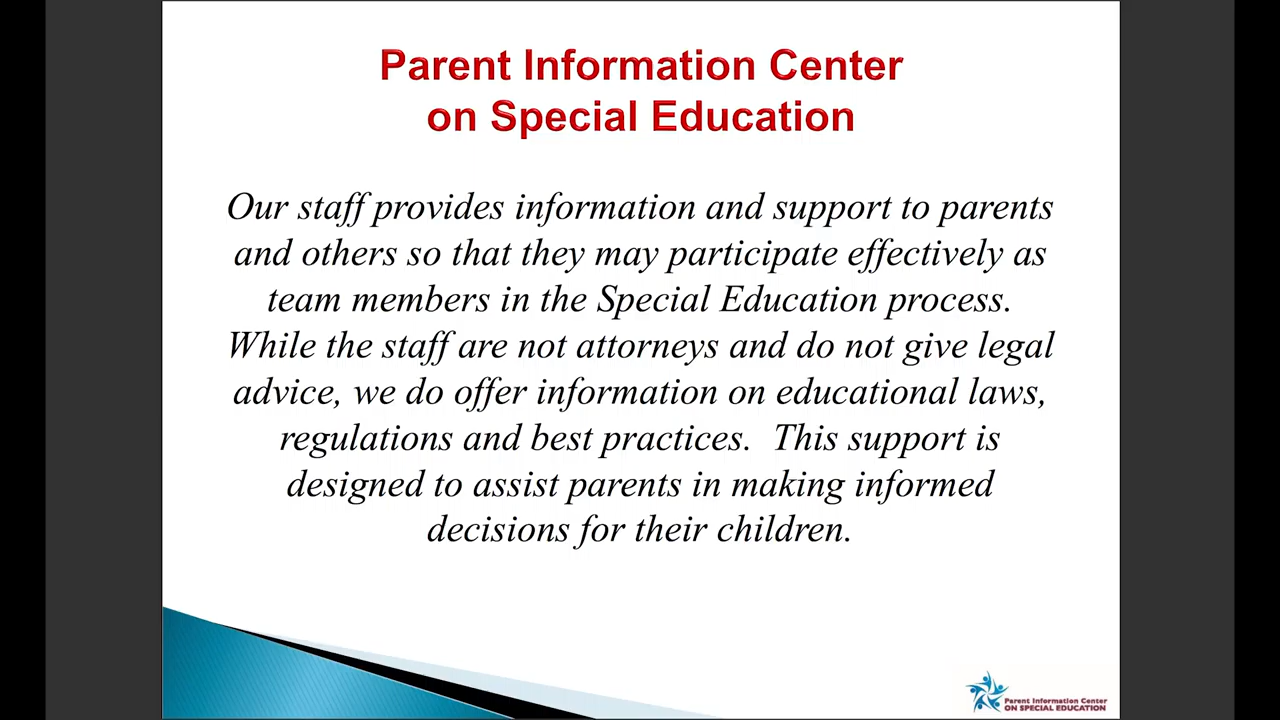 Parent Information Center
on Special Education
Our staff provides information and support to parents
and others so that they may participate effectively as
team members in the Special Education process.
While the staff are not attorneys and do not give legal
advice, we do offer information on educational laws,
regulations and best practices.  This support is
designed to assist parents in making informed
decisions for their children.
Parent Information Center
ON SPECIAL EDUCATION